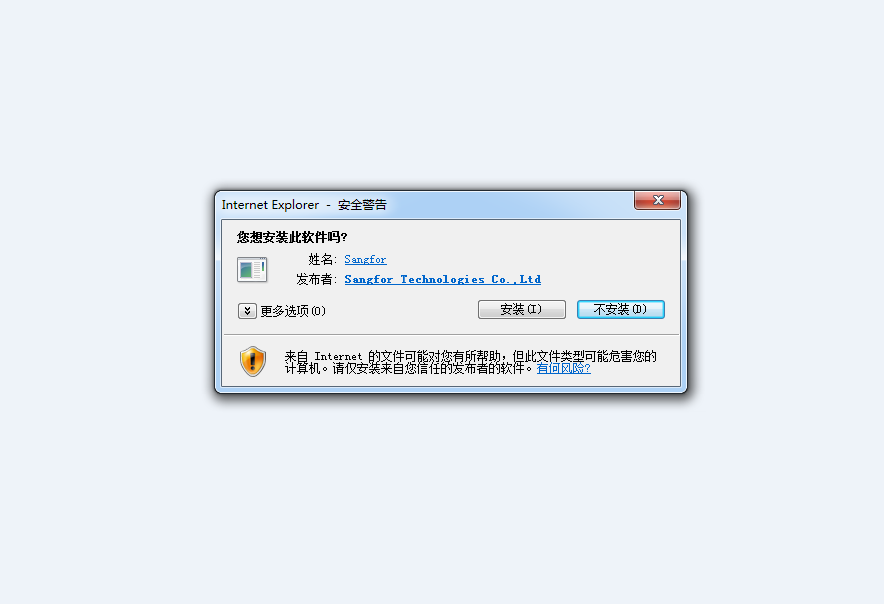 Internet Explorer - 安全警告
您想安装此软件吗?
姓名: Sangfor
发布者: Sangfor Technologies Co.,Ltd
更多选项(O) 安装(I) 不安装(D)
来自 Internet 的文件可能对您有所帮助，但此文件类型可能危害您的
计算机。请仅安装来自您信任的发布者的软件。有何风险?